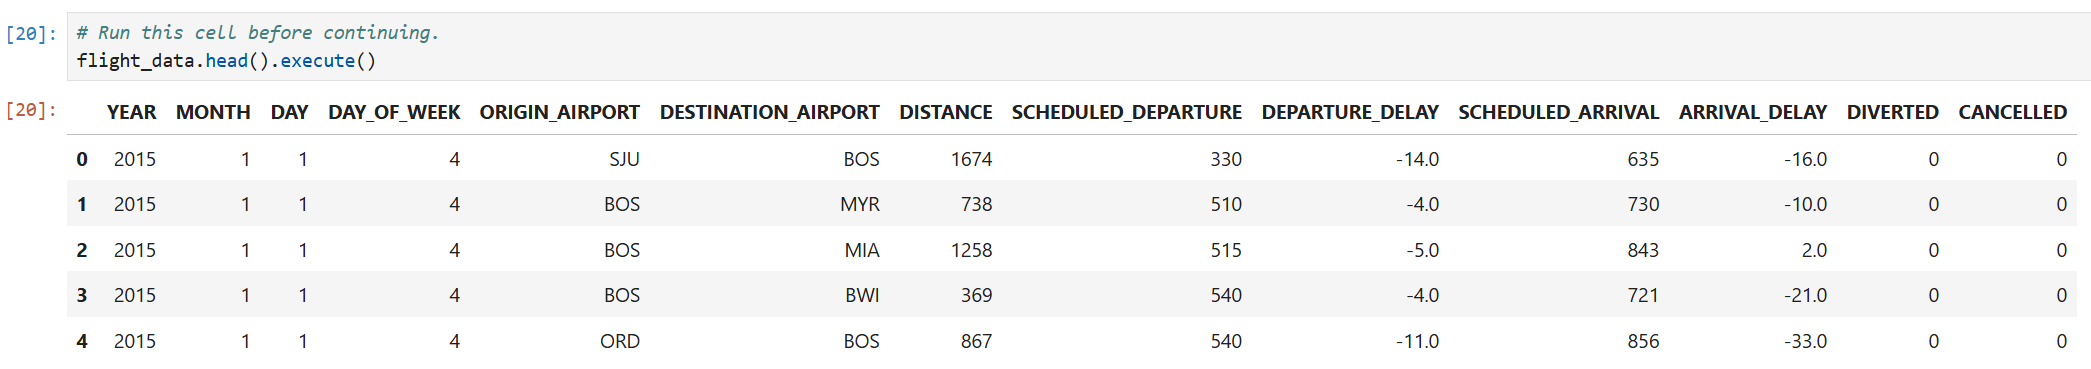 [20]: # Run this cell before continuing.
flight_data.head().execute()
[20]: YEAR MONTH DAY DAY_OF_WEEK ORIGIN_AIRPORT DESTINATION_AIRPORT DISTANCE SCHEDULED_DEPARTURE DEPARTURE_DELAY SCHEDULED_ARRIVAL ARRIVAL_DELAY DIVERTED CANCELLED
0 2015 1 1 4 SJU BOS 1674 330 -14.0 635 -16.0 0 0
1 2015 1 1 4 BOS MYR 738 510 -4.0 730 -10.0 0 0
2 2015 1 1 4 BOS MIA 1258 515 -5.0 843 2.0 0 0
3 2015 1 1 4 BOS BWI 369 540 -4.0 721 -21.0 0 0
4 2015 1 1 4 ORD BOS 867 540 -11.0 856 -33.0 0 0